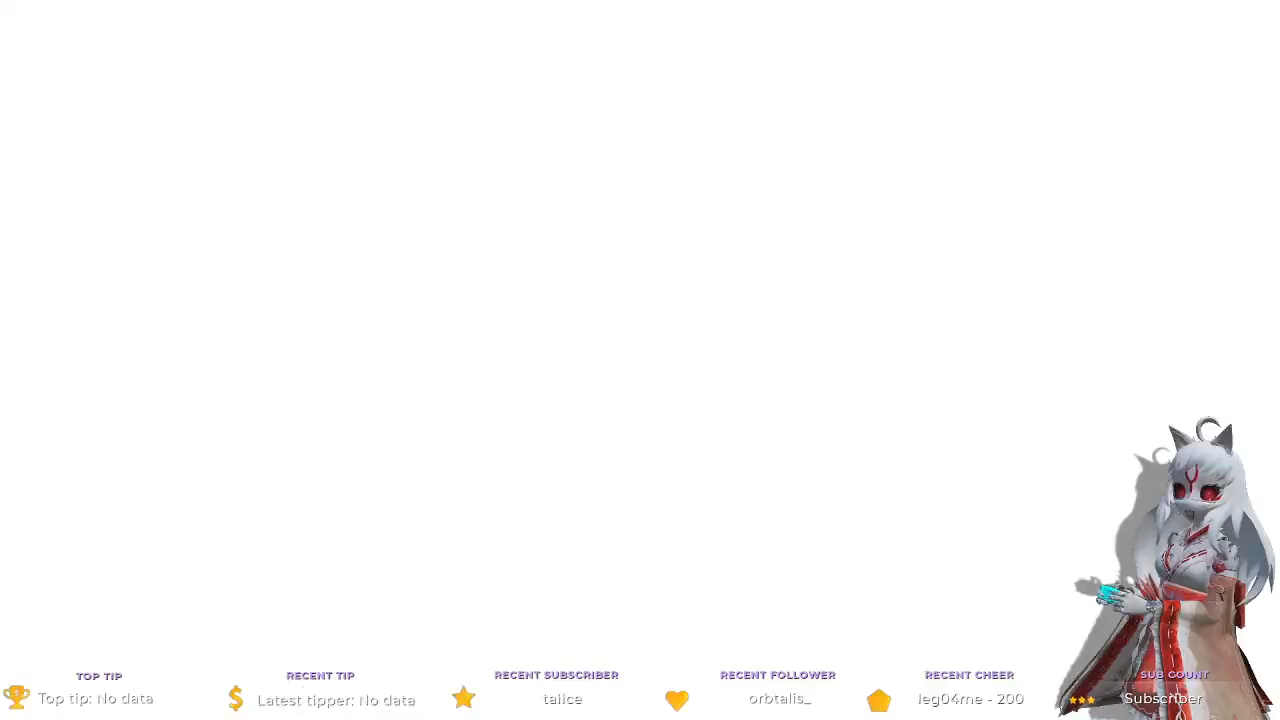 TOP TIP
Top tip: No data
RECENT TIP
Latest tipper: No data
RECENT SUBSCRIBER
taiice
RECENT FOLLOWER
orbtalis_
RECENT CHEER
leg04me - 200
SUB COUNT
Subscriber